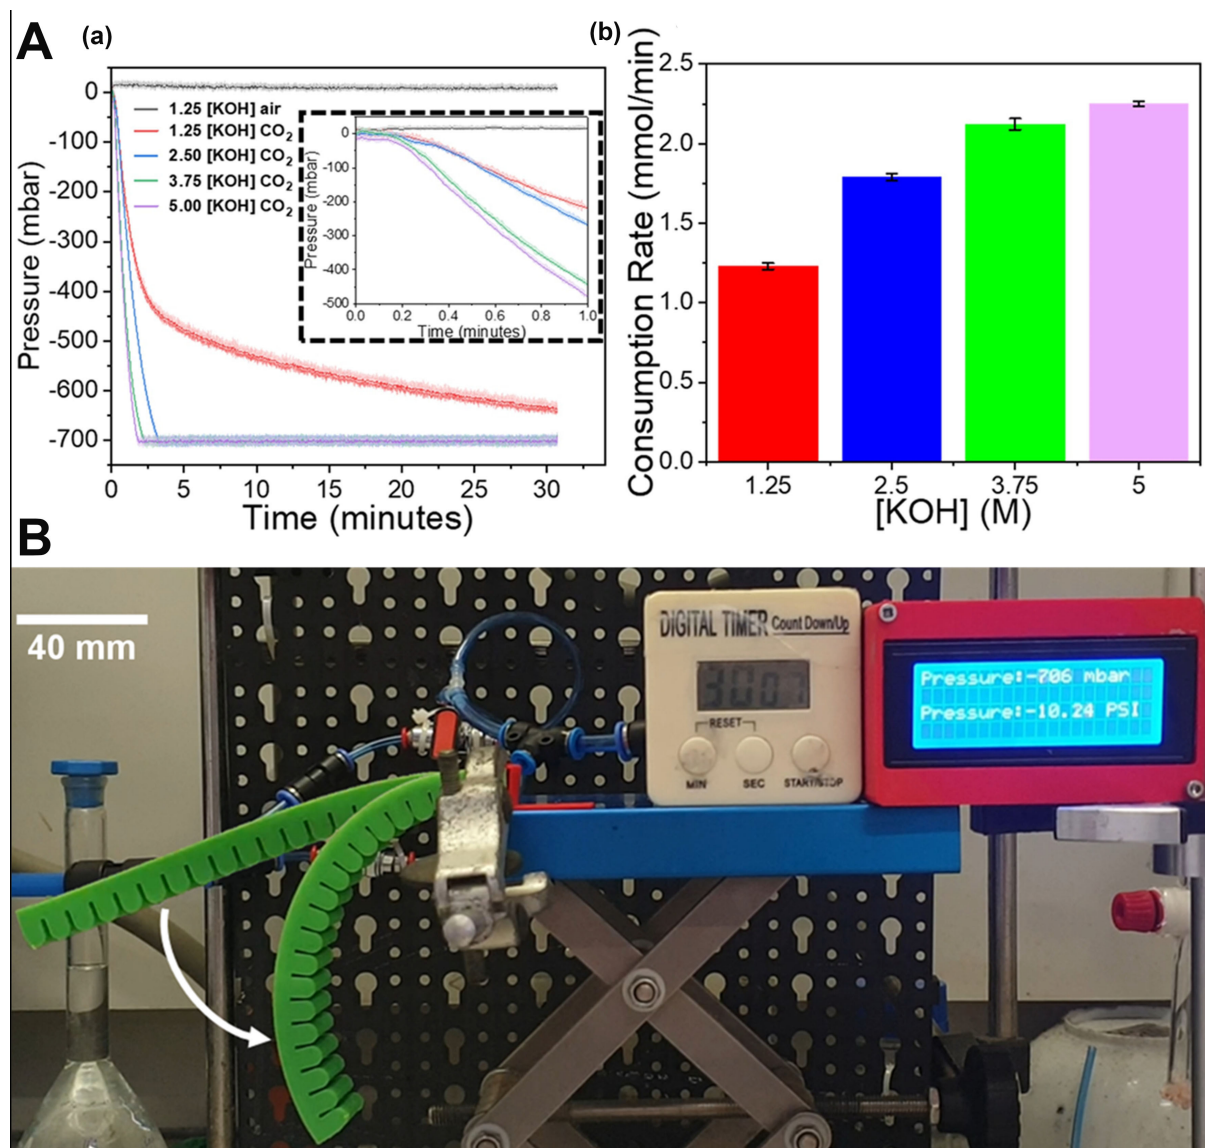 A
(a)
Pressure (mbar)
0
-100
-200
-300
-400
-500
-600
-700
0
5
10
15
20
25
30
Time (minutes)
1.25 [KOH] air
1.25 [KOH] CO2
2.50 [KOH] CO2
3.75 [KOH] CO2
5.00 [KOH] CO2
Pressure (mbar)
0
-100
-200
-300
-400
-500
0.0
0.2
0.4
0.6
0.8
1.0
Time (minutes)
(b)
Consumption Rate (mmol/min)
2.5
2.0
1.5
1.0
0.5
0.0
1.25
2.5
3.75
5
[KOH] (M)
B
40 mm
DIGITAL TIMER Count Down/Up
30:07
RESET
MIN
SEC
START/STOP
Pressure:-706 mbar
Pressure:-10.24 PSI